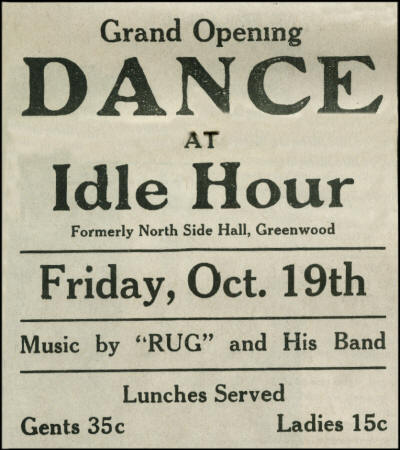 Grand Opening
DANCE
AT
Idle Hour
Formerly North Side Hall, Greenwood
Friday, Oct. 19th
Music by "RUG" and His Band
Lunches Served
Gents 35c Ladies 15c